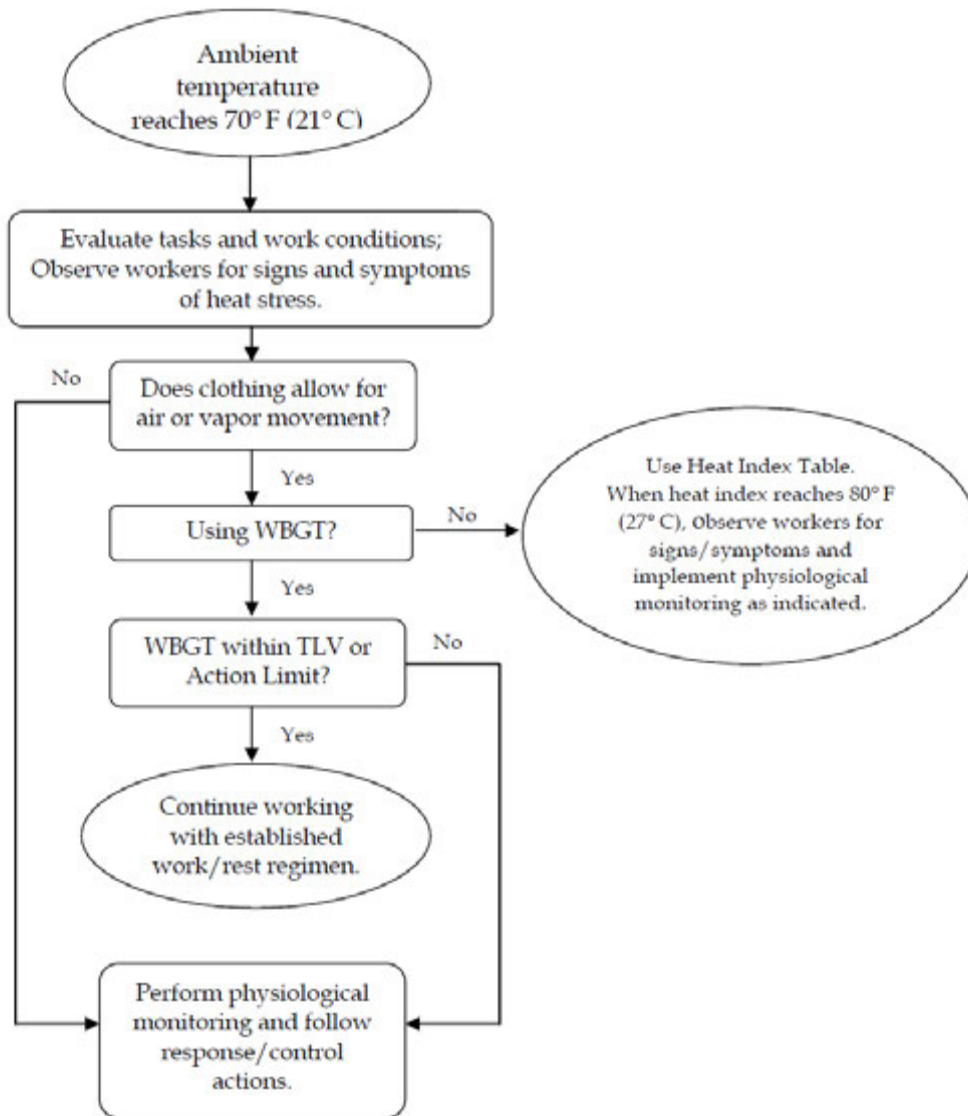 Ambient
temperature
reaches 70° F (21° C)
Evaluate tasks and work conditions;
Observe workers for signs and symptoms
of heat stress.
No
Does clothing allow for
air or vapor movement?
Yes
Using WBGT?
No
Use Heat Index Table.
When heat index reaches 80° F
(27° C), Observe workers for
signs/symptoms and
implement physiological
monitoring as indicated.
Yes
WBGT within TLV or
Action Limit?
No
Yes
Continue working
with established
work/rest regimen.
Perform physiological
monitoring and follow
response/control
actions.